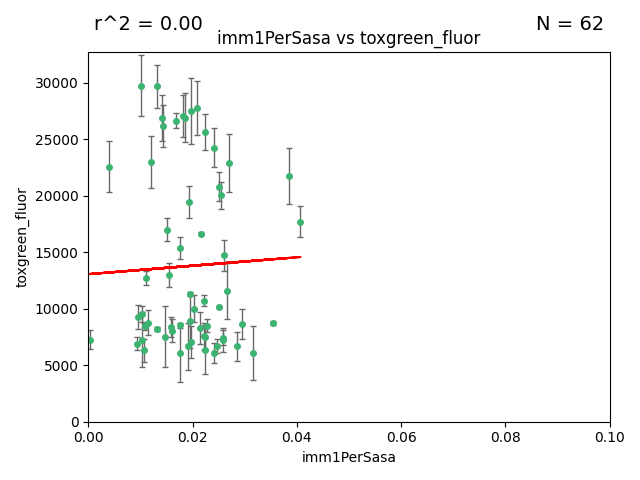 r^2 = 0.00
N = 62
imm1PerSasa vs toxgreen_fluor
30000
25000
20000
15000
10000
5000
0
toxgreen_fluor
0.00
0.02
0.04
0.06
0.08
0.10
imm1PerSasa